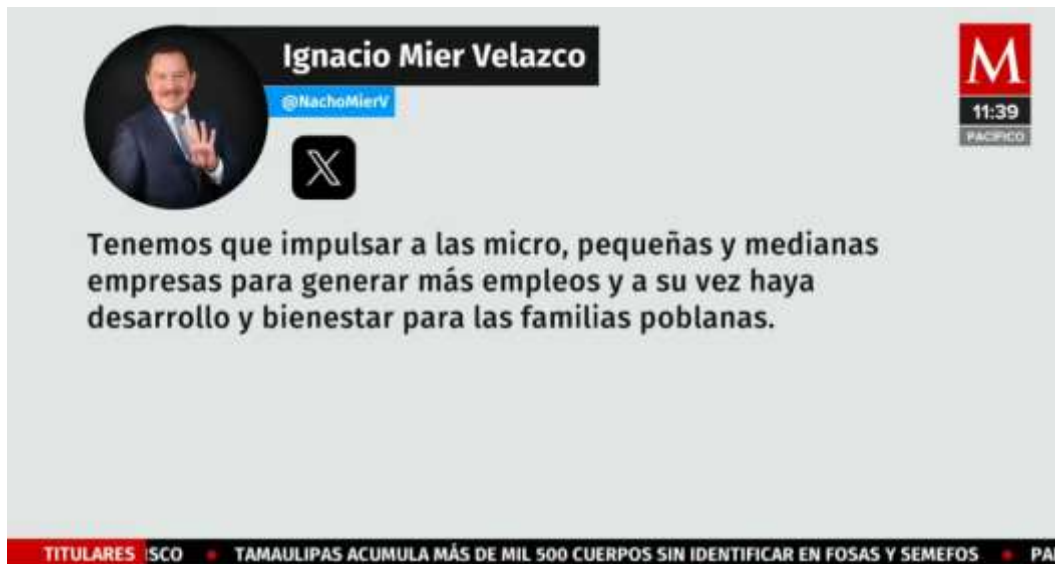 Ignacio Mier Velazco
@NachoMierV
M
11:39
PACIFICO
X
Tenemos que impulsar a las micro, pequeñas y medianas
empresas para generar más empleos y a su vez haya
desarrollo y bienestar para las familias poblanas.
TITULARES ISCO • TAMAULIPAS ACUMULA MÁS DE MIL 500 CUERPOS SIN IDENTIFICAR EN FOSAS Y SEMEFOS • PA